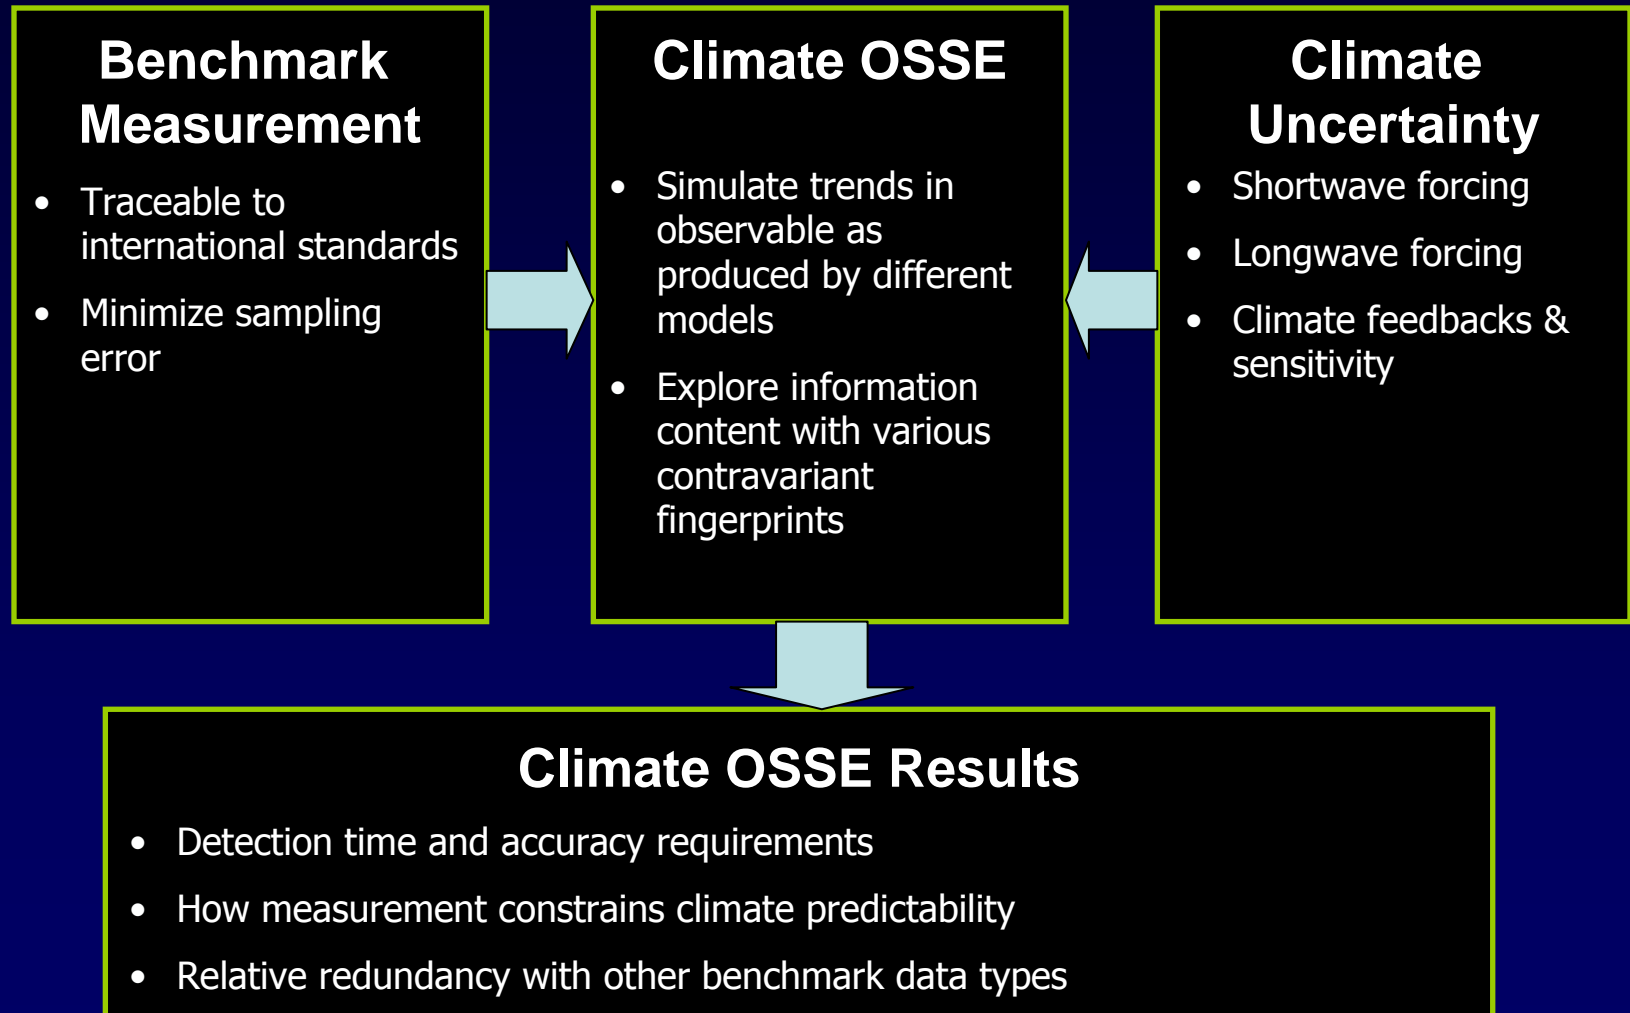 Benchmark
Measurement
• Traceable to
international standards
• Minimize sampling
error
Climate OSSE
• Simulate trends in
observable as
produced by different
models
• Explore information
content with various
contravariant
fingerprints
Climate
Uncertainty
• Shortwave forcing
• Longwave forcing
• Climate feedbacks &
sensitivity
Climate OSSE Results
• Detection time and accuracy requirements
• How measurement constrains climate predictability
• Relative redundancy with other benchmark data types